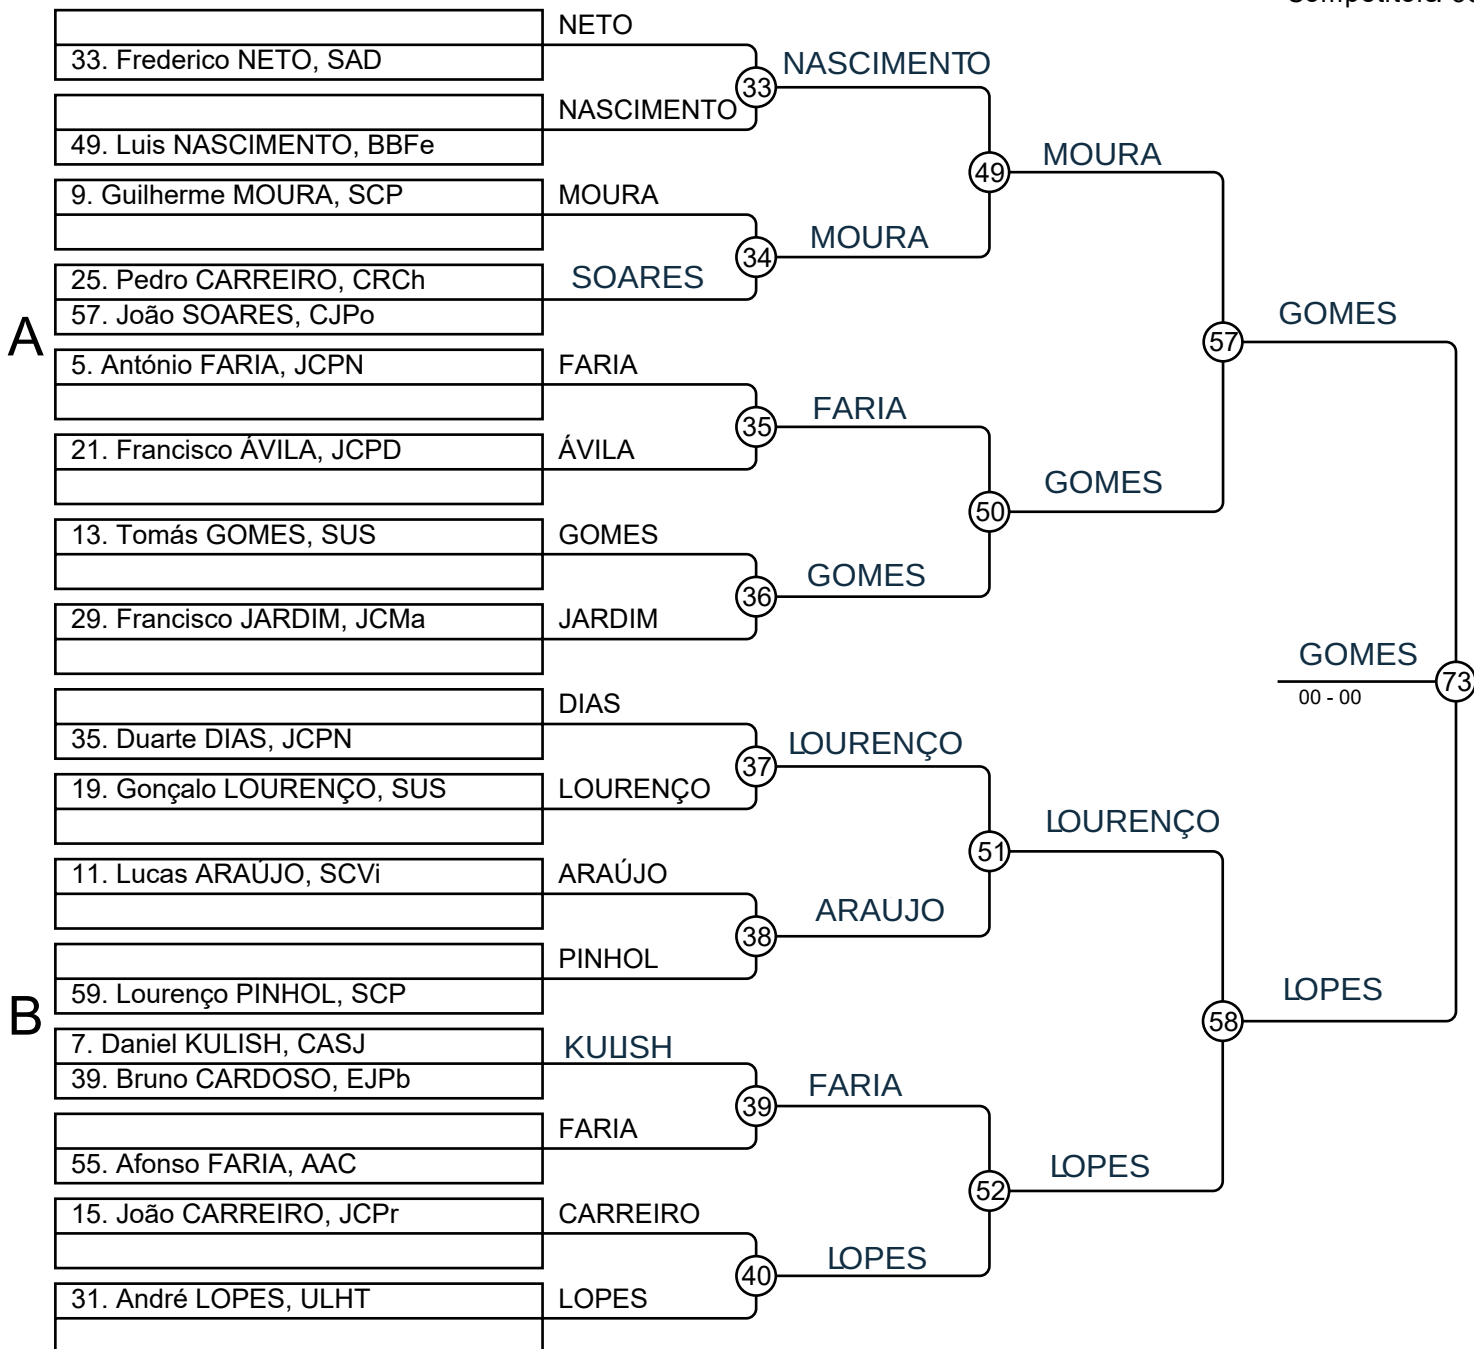 NETO
33. Frederico NETO, SAD
NASCIMENTO
33
NASCIMENTO
49. Luis NASCIMENTO, BBFe
MOURA
49
9. Guilherme MOURA, SCP
MOURA
MOURA
34
25. Pedro CARREIRO, CRCh
SOARES
57. João SOARES, CJPo
GOMES
A
57
5. António FARIA, JCPN
FARIA
FARIA
35
21. Francisco ÁVILA, JCPD
ÁVILA
GOMES
50
13. Tomás GOMES, SUS
GOMES
GOMES
36
29. Francisco JARDIM, JCMa
JARDIM
GOMES
73
00 - 00
DIAS
35. Duarte DIAS, JCPN
LOURENÇO
37
19. Gonçalo LOURENÇO, SUS
LOURENÇO
LOURENÇO
51
11. Lucas ARAÚJO, SCVi
ARAÚJO
ARAUJO
38
PINHOL
59. Lourenço PINHOL, SCP
LOPES
B
58
7. Daniel KULISH, CASJ
KULISH
39. Bruno CARDOSO, EJPb
FARIA
39
FARIA
55. Afonso FARIA, AAC
LOPES
52
15. João CARREIRO, JCPr
CARREIRO
LOPES
40
31. André LOPES, ULHT
LOPES